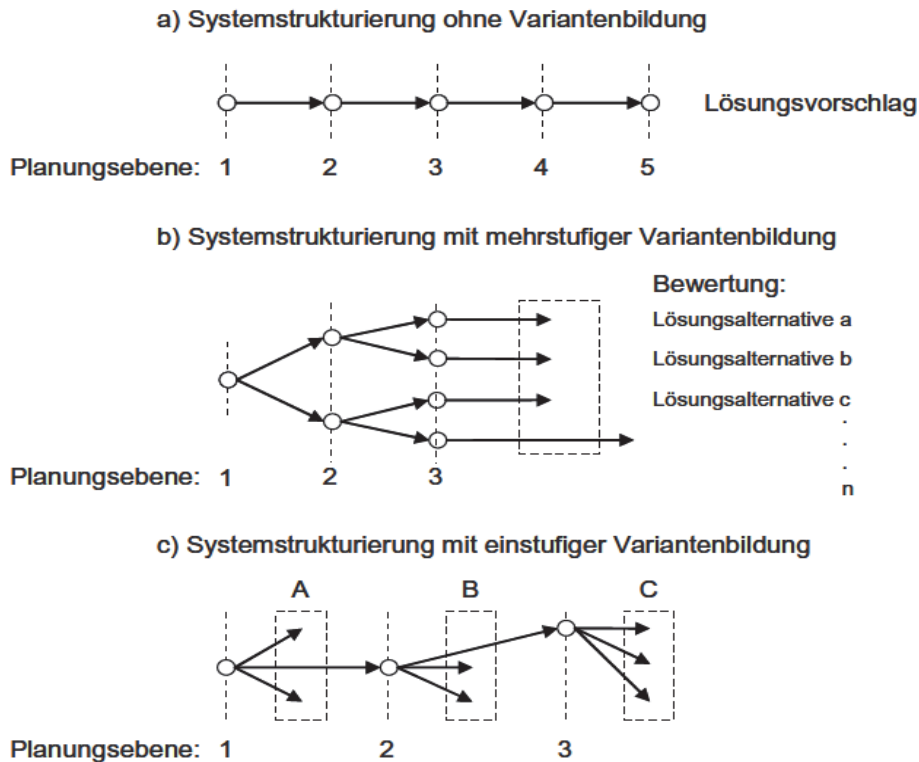 a) Systemstrukturierung ohne Variantenbildung
Lösungsvorschlag
Planungsebene: 1 2 3 4 5
b) Systemstrukturierung mit mehrstufiger Variantenbildung
Bewertung:
Lösungsalternative a
Lösungsalternative b
Lösungsalternative c
.
.
.
n
Planungsebene: 1 2 3
c) Systemstrukturierung mit einstufiger Variantenbildung
A B C
Planungsebene: 1 2 3